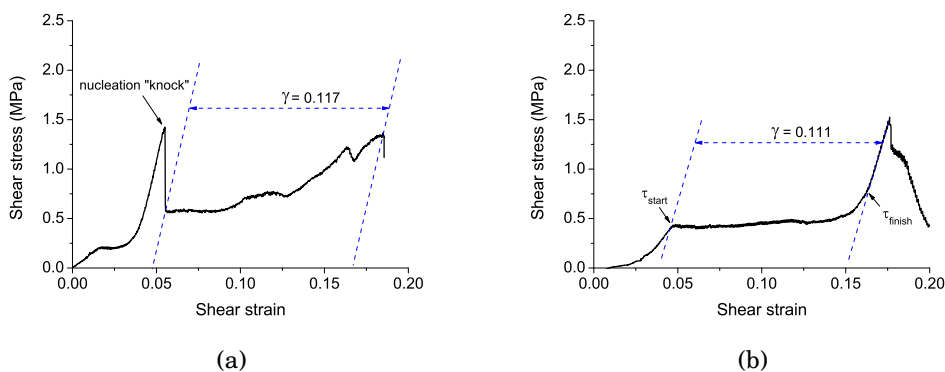 2.5
2.0
1.5
1.0
0.5
0.0
Shear stress (MPa)
nucleation "knock"
γ = 0.117
0.00 0.05 0.10 0.15 0.20
Shear strain
(a)
2.5
2.0
1.5
1.0
0.5
0.0
Shear stress (MPa)
γ = 0.111
τstart
τfinish
0.00 0.05 0.10 0.15 0.20
Shear strain
(b)